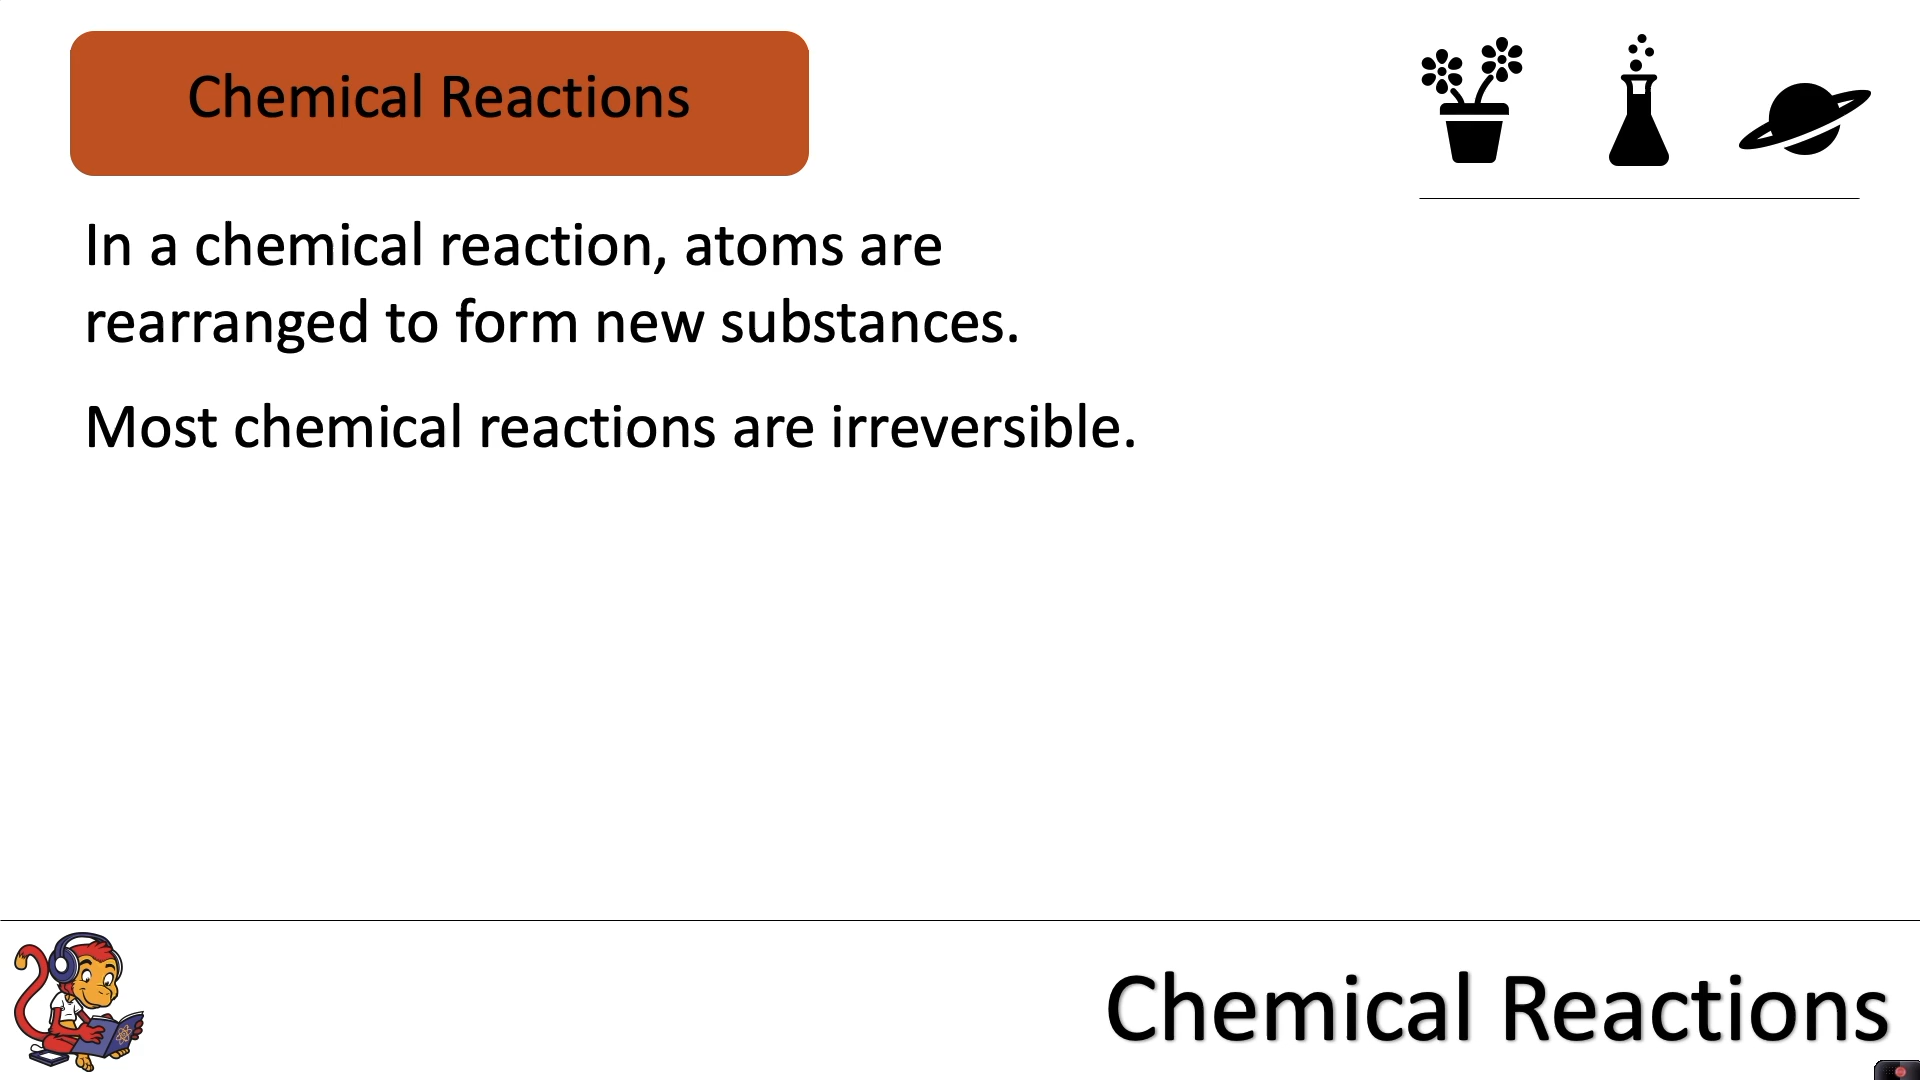 Chemical Reactions
In a chemical reaction, atoms are
rearranged to form new substances.
Most chemical reactions are irreversible.
Chemical Reactions